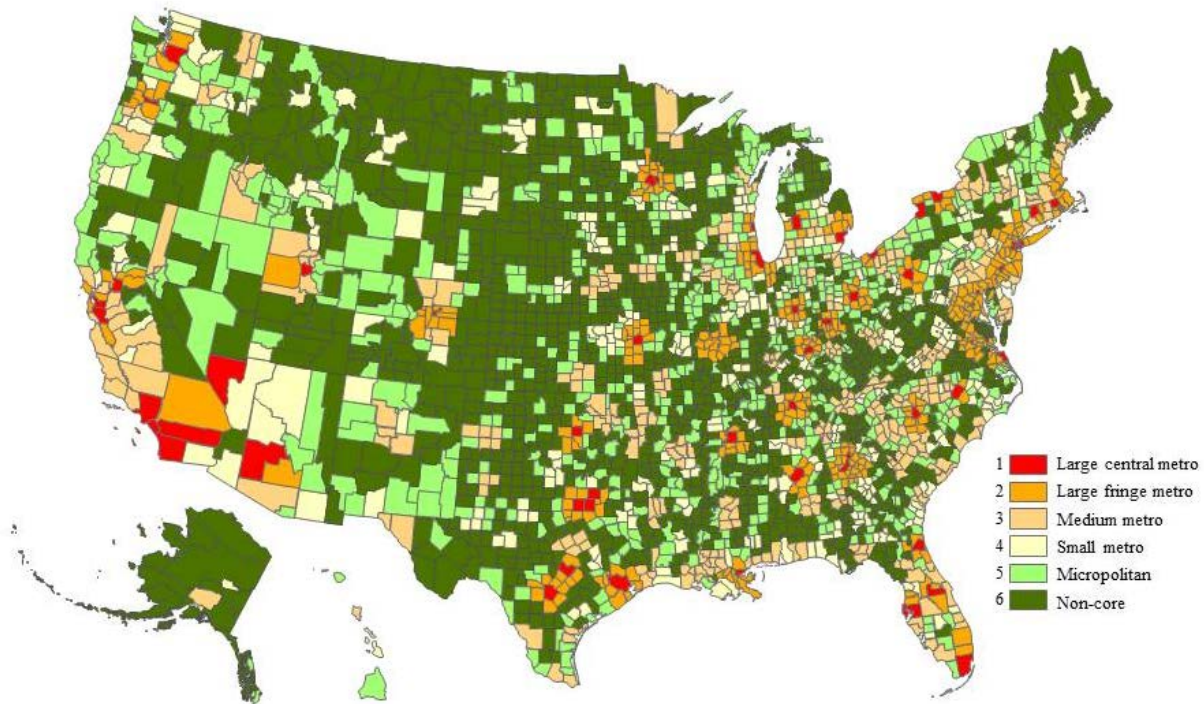 1 Large central metro
2 Large fringe metro
3 Medium metro
4 Small metro
5 Micropolitan
6 Non-core